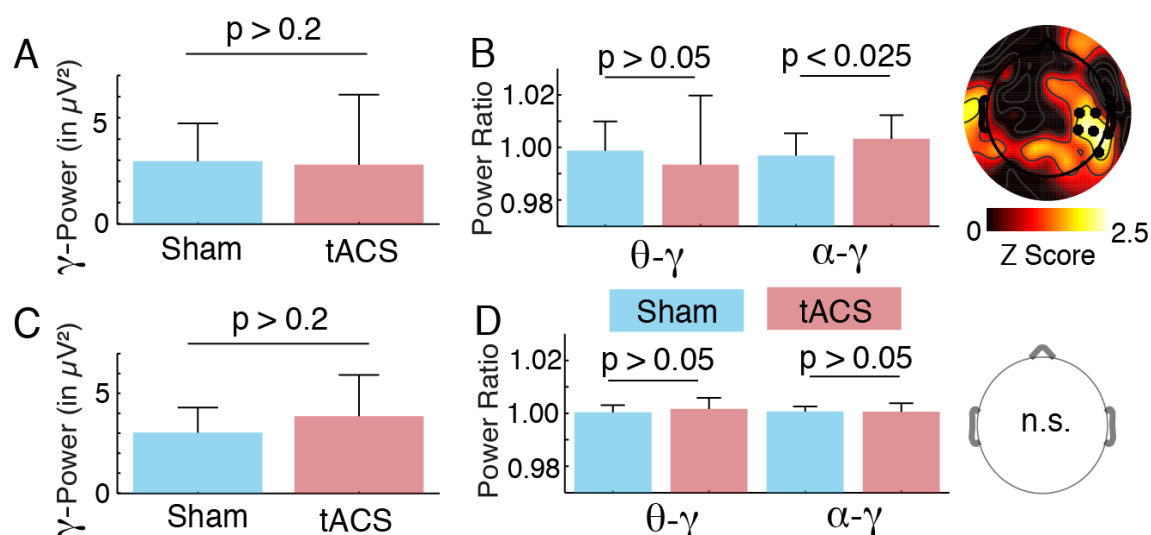 A
p > 0.2
γ-Power (in µV²)
5
0
Sham
tACS
B
p > 0.05
p < 0.025
Power Ratio
1.02
1.00
0.98
θ-γ
α-γ
0
2.5
Z Score
C
p > 0.2
γ-Power (in µV²)
5
0
Sham
tACS
Sham
tACS
D
p > 0.05
p > 0.05
Power Ratio
1.02
1.00
0.98
θ-γ
α-γ
n.s.